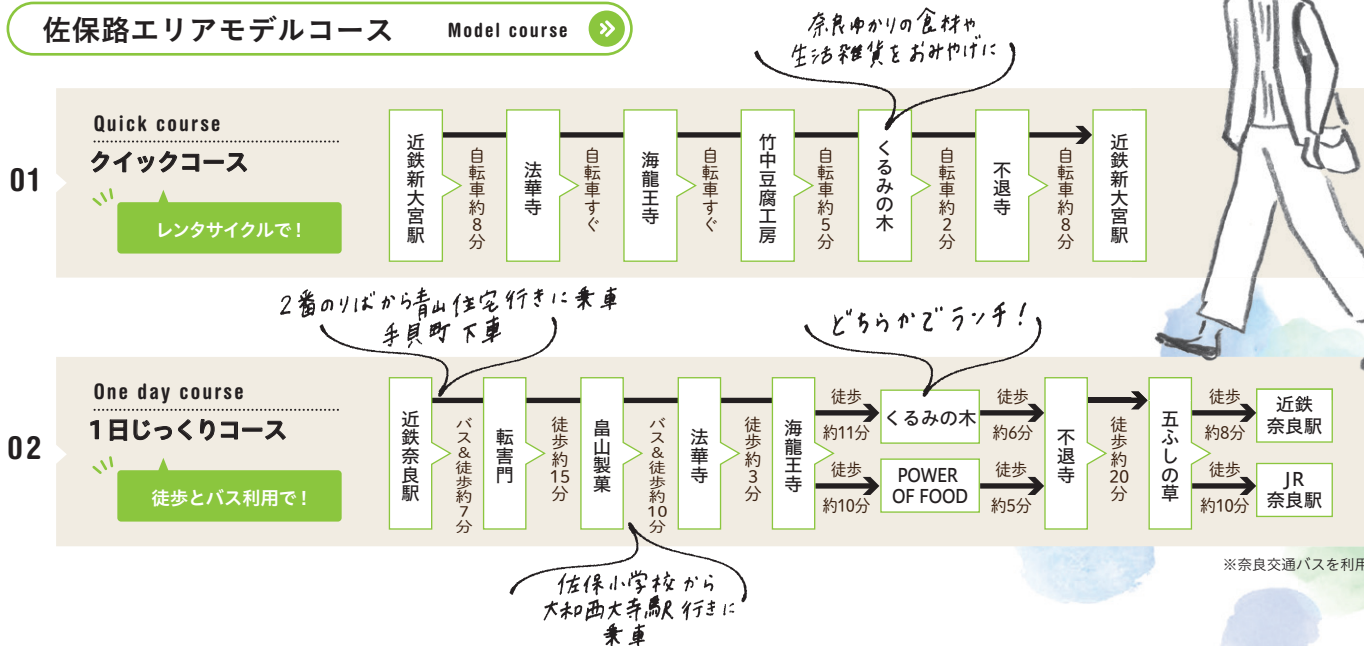 佐保路エリアモデルコース Model course
奈良ゆかりの食材や
生活雑貨をおみやげに
01
Quick course
クイックコース
レンタサイクルで！
近鉄新大宮駅
自転車約8分
法華寺
自転車すぐ
海龍王寺
自転車すぐ
竹中豆腐工房
自転車約5分
くるみの木
自転車約2分
不退寺
自転車約8分
近鉄新大宮駅
2番のりばから青山住宅行きに乗車
手貝町下車
どちらかでランチ！
02
One day course
1日じっくりコース
徒歩とバス利用で！
近鉄奈良駅
バス&徒歩約7分
転害門
徒歩約15分
畠山製菓
バス&徒歩約10分
法華寺
徒歩約3分
海龍王寺
徒歩
約11分
くるみの木
徒歩
約6分
徒歩
約10分
POWER
OF FOOD
徒歩
約5分
不退寺
徒歩約20分
五ふしの草
徒歩
約8分
近鉄
奈良駅
徒歩
約10分
JR
奈良駅
佐保小学校から
大和西大寺駅行きに
乗車
※奈良交通バスを利用